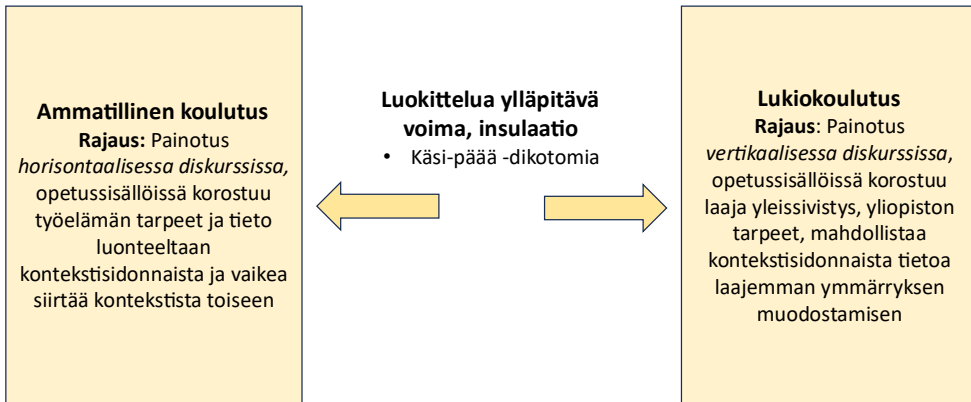 Ammatillinen koulutus
Rajaus: Painotus
horisontaalisessa diskurssissa,
opetussisällöissä korostuu
työelämän tarpeet ja tieto
luonteeltaan
kontekstisidonnaista ja vaikea
siirtää kontekstista toiseen
Luokittelua ylläpitävä
voima, insulaatio
• Käsi-päää -dikotomia
Lukiokoulutus
Rajaus: Painotus
vertikaalisessa diskurssissa,
opetussisällöissä korostuu
laaja yleissivistys, yliopiston
tarpeet, mahdollistaa
kontekstisidonnaista tietoa
laajemman ymmärryksen
muodostamisen